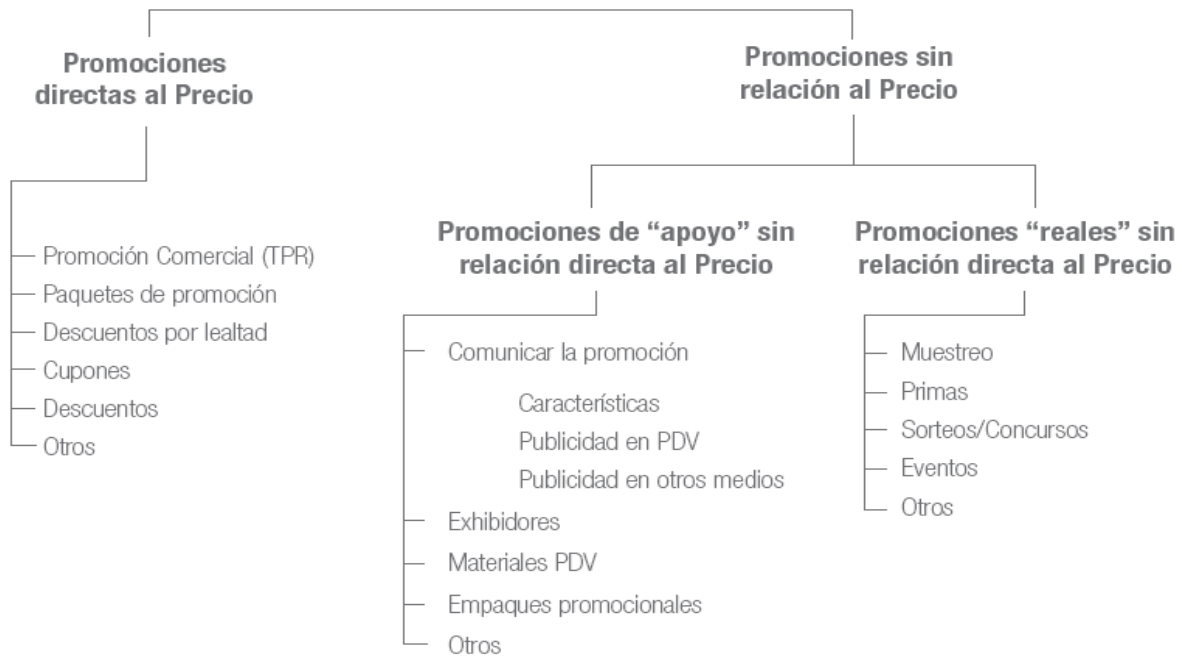 Promociones
directas al Precio
Promoción Comercial (TPR)
Paquetes de promoción
Descuentos por lealtad
Cupones
Descuentos
Otros
Promociones sin
relación al Precio
Promociones de “apoyo” sin
relación directa al Precio
Comunicar la promoción
Características
Publicidad en PDV
Publicidad en otros medios
Exhibidores
Materiales PDV
Empaques promocionales
Otros
Promociones “reales” sin
relación directa al Precio
Muestreo
Primas
Sorteos/Concursos
Eventos
Otros